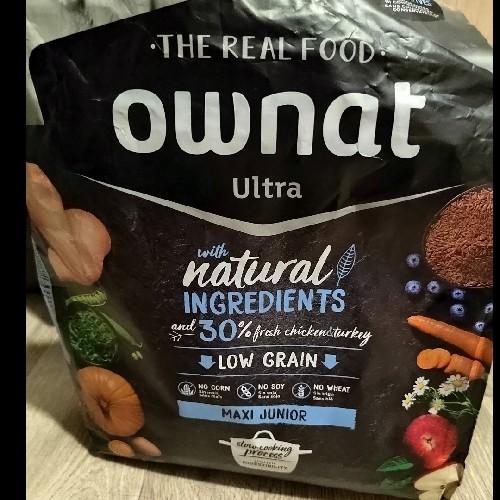 ·THE REAL FOOD·
ownat
Ultra
with
natural
INGREDIENTS
and 30% fresh chicken&turkey
LOW GRAIN
NO CORN
NO SOY
NO WHEAT
MAXI JUNIOR
slow cooking
process
DIGESTIBILITY